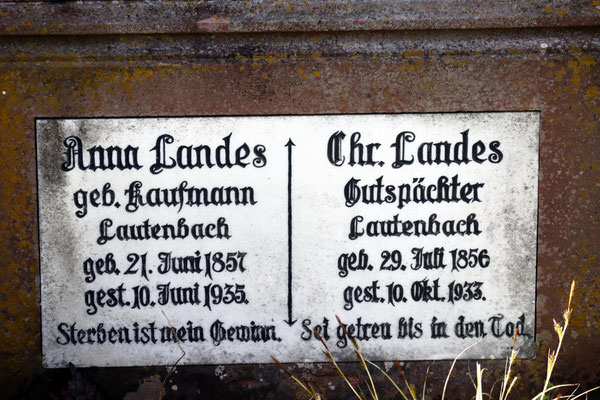 Anna Landes
geb. Kaufmann
Lautenbach
geb. 21. Juni 1857
gest. 10. Juni 1935.
Sterben ist mein Gewinn.
Chr. Landes
Gutspächter
Lautenbach
geb. 29. Juli 1856
gest. 10. Okt. 1933.
Sei getreu bis in den Tod.